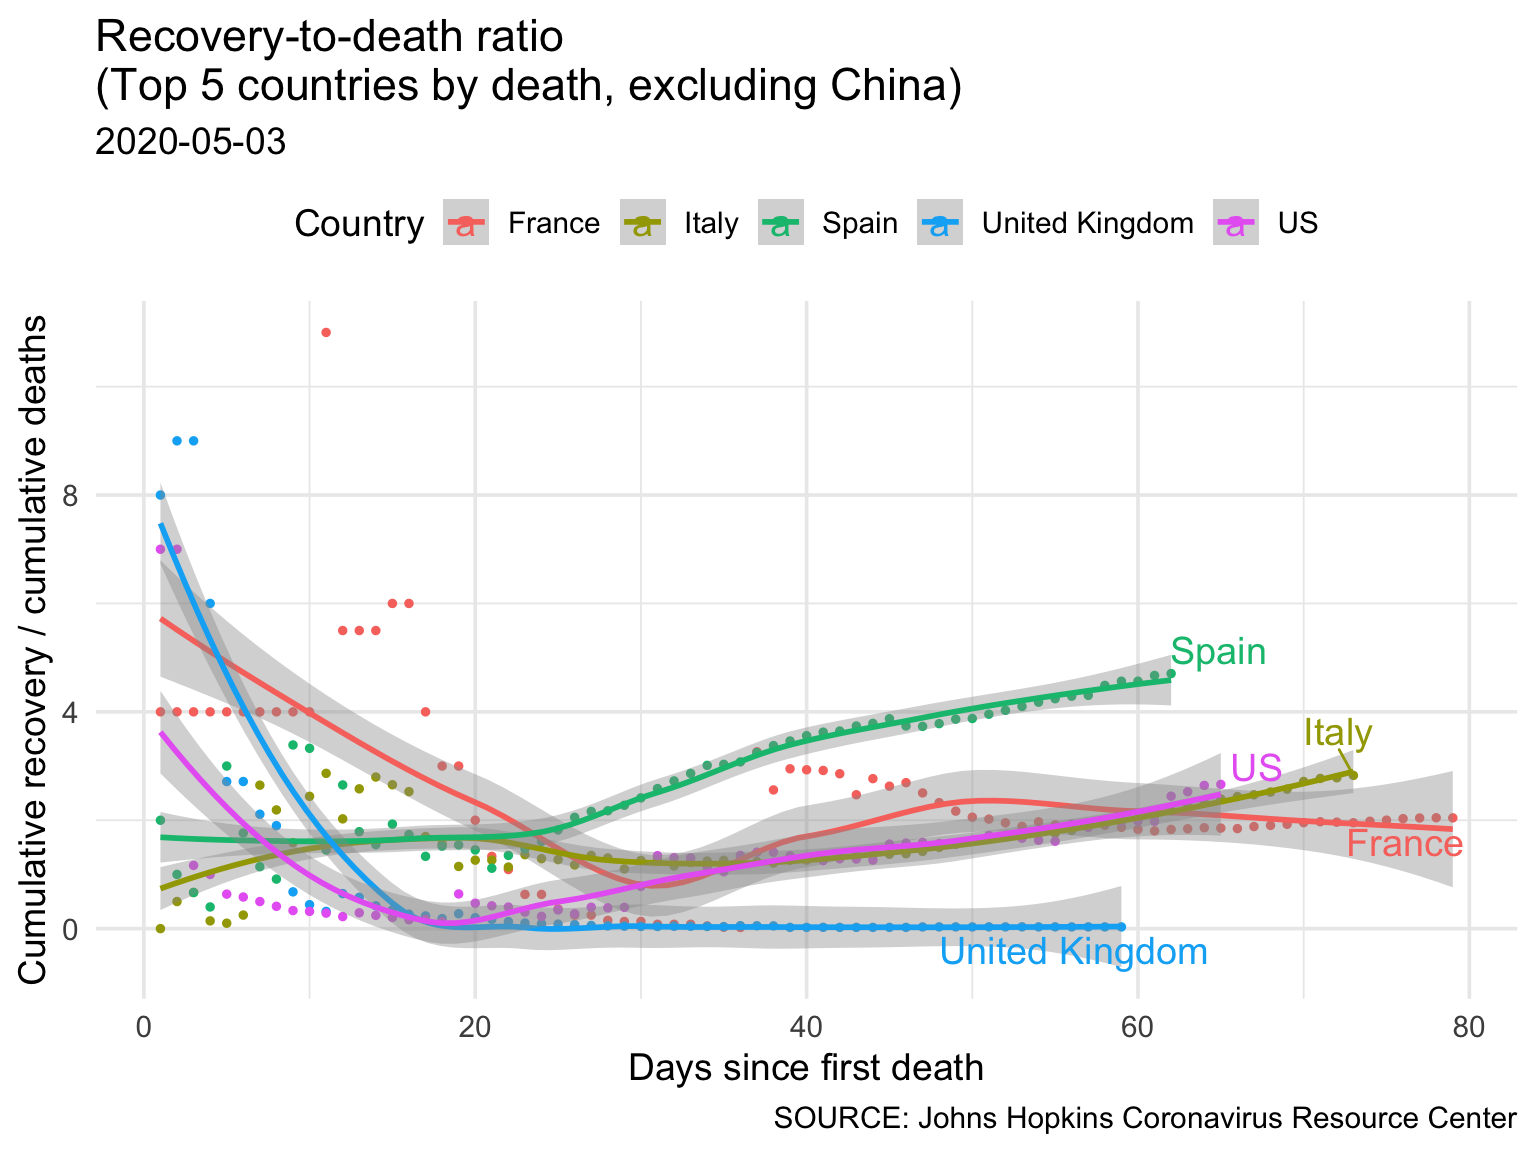 Recovery-to-death ratio
(Top 5 countries by death, excluding China)
2020-05-03
Country a France a Italy a Spain a United Kingdom a US
Cumulative recovery / cumulative deaths
8
4
0
Spain
Italy
US
France
United Kingdom
0 20 40 60 80
Days since first death
SOURCE: Johns Hopkins Coronavirus Resource Center